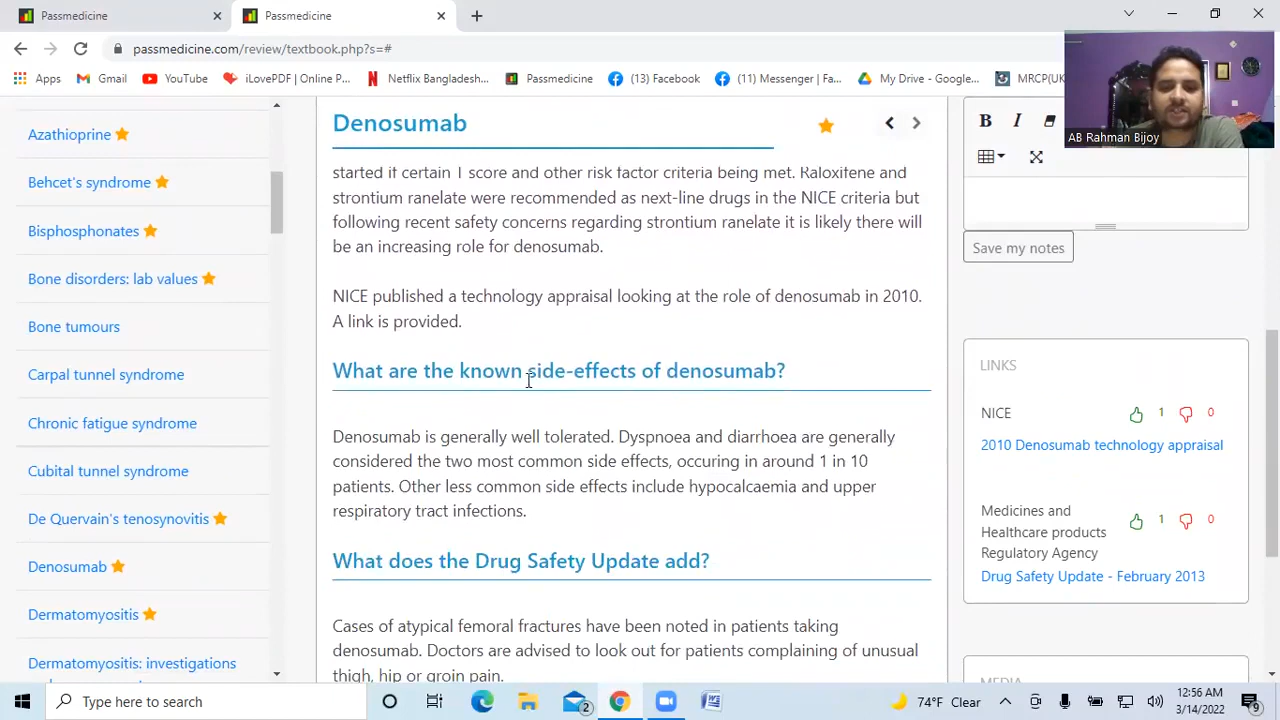 Passmedicine
Passmedicine
passmedicine.com/review/textbook.php?s=#
Apps
Gmail
YouTube
iLovePDF | Online P...
Netflix Bangladesh...
Passmedicine
(13) Facebook
(11) Messenger | Fa...
My Drive - Google...
MRCP(UK
AB Rahman Bijoy
Azathioprine
Behcet's syndrome
Bisphosphonates
Bone disorders: lab values
Bone tumours
Carpal tunnel syndrome
Chronic fatigue syndrome
Cubital tunnel syndrome
De Quervain's tenosynovitis
Denosumab
Dermatomyositis
Dermatomyositis: investigations
Denosumab
started if certain T score and other risk factor criteria being met. Raloxifene and
strontium ranelate were recommended as next-line drugs in the NICE criteria but
following recent safety concerns regarding strontium ranelate it is likely there will
be an increasing role for denosumab.
NICE published a technology appraisal looking at the role of denosumab in 2010.
A link is provided.
What are the known side-effects of denosumab?
Denosumab is generally well tolerated. Dyspnoea and diarrhoea are generally
considered the two most common side effects, occuring in around 1 in 10
patients. Other less common side effects include hypocalcaemia and upper
respiratory tract infections.
What does the Drug Safety Update add?
Cases of atypical femoral fractures have been noted in patients taking
denosumab. Doctors are advised to look out for patients complaining of unusual
thigh, hip or groin pain.
B I
Save my notes
LINKS
NICE 1 0
2010 Denosumab technology appraisal
Medicines and
Healthcare products 1 0
Regulatory Agency
Drug Safety Update - February 2013
MEDIA
Type here to search
2
74°F Clear
12:56 AM
3/14/2022
9